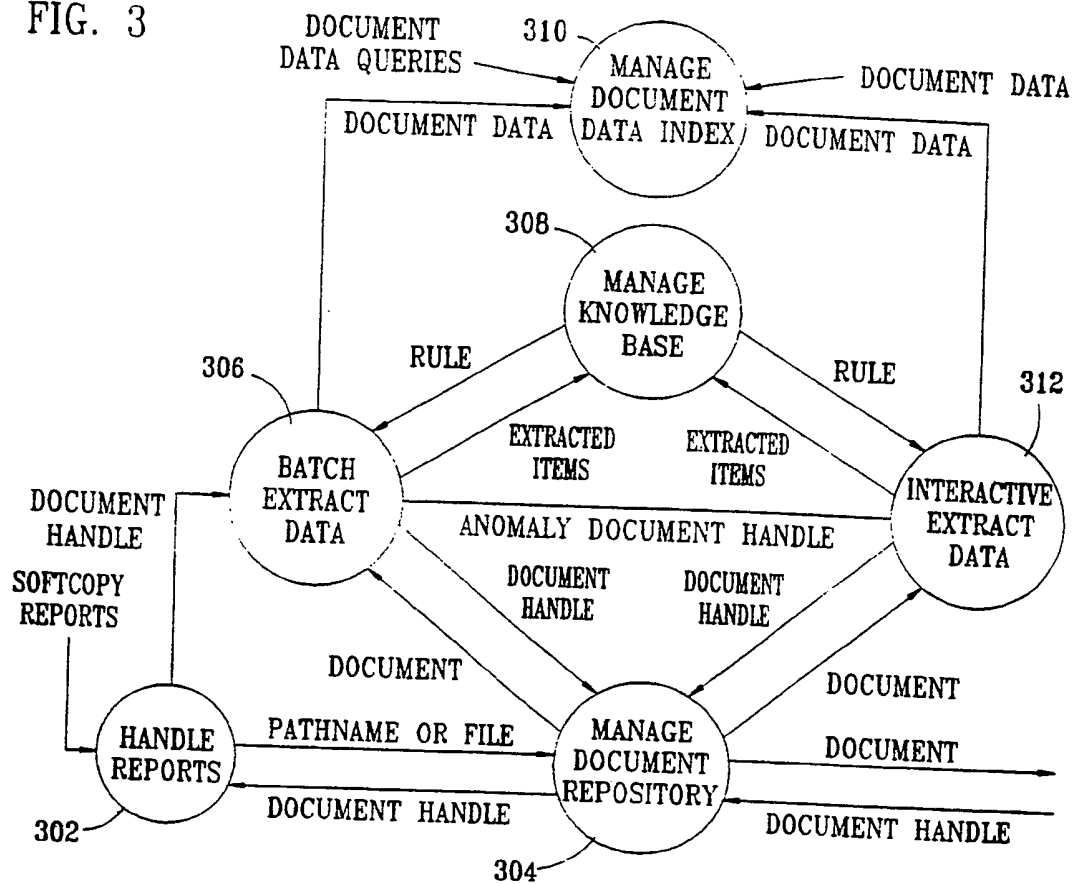 FIG. 3
DOCUMENT
DATA QUERIES
310
MANAGE
DOCUMENT
DATA INDEX
DOCUMENT DATA
DOCUMENT DATA
DOCUMENT DATA
308
MANAGE
KNOWLEDGE
BASE
RULE
RULE
306
312
EXTRACTED
ITEMS
EXTRACTED
ITEMS
BATCH
EXTRACT
DATA
INTERACTIVE
EXTRACT
DATA
DOCUMENT
HANDLE
ANOMALY DOCUMENT HANDLE
SOFTCOPY
REPORTS
DOCUMENT
HANDLE
DOCUMENT
HANDLE
DOCUMENT
DOCUMENT
HANDLE
REPORTS
PATHNAME OR FILE
MANAGE
DOCUMENT
REPOSITORY
DOCUMENT
DOCUMENT HANDLE
DOCUMENT HANDLE
302
304